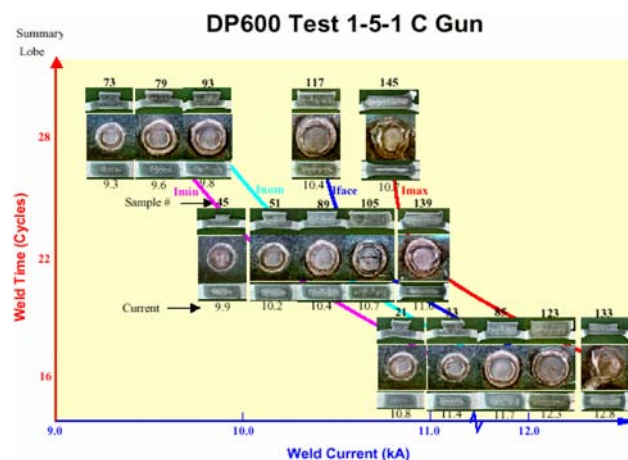 DP600 Test 1-5-1 C Gun
Summary
Lobe
73 79 93 117 145
9.3 9.6 9.8 10.4
Imin Inom Iface Imax
Sample # 45 51 89 105 139
Current 9.9 10.2 10.4 10.7 11.0
21 33 85 123 133
10.8 11.4 11.7 12.3 12.8
Weld Time (Cycles)
28
22
16
9.0 10.0 11.0 12.0
Weld Current (kA)